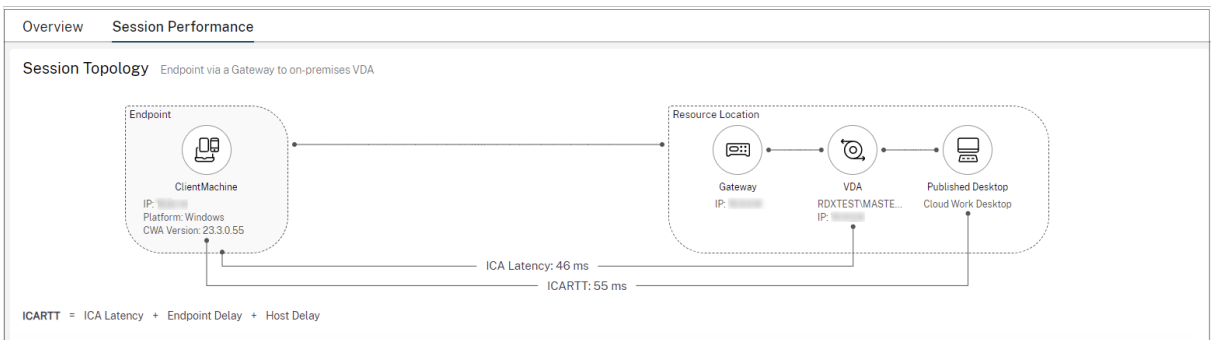 Overview Session Performance
Session Topology Endpoint via a Gateway to on-premises VDA
Endpoint
ClientMachine
IP:
Platform: Windows
CWA Version: 23.3.0.55
Resource Location
Gateway
IP:
VDA
RDXTEST\MASTE...
IP:
Published Desktop
Cloud Work Desktop
ICA Latency: 46 ms
ICARTT: 55 ms
ICARTT = ICA Latency + Endpoint Delay + Host Delay